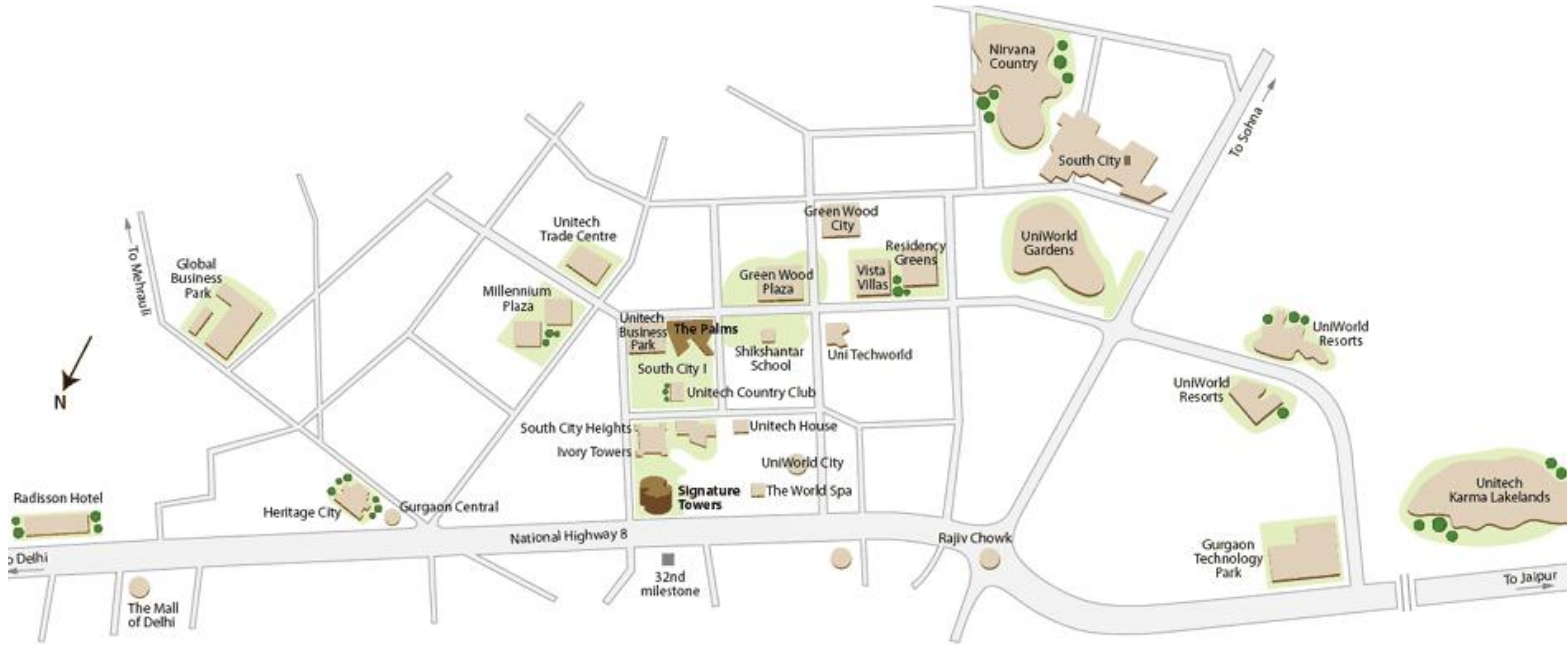 Nirvana
Country
To Sohna
South City II
Green Wood
City
Unitech
Trade Centre
UniWorld
Gardens
Residency
Greens
To Mehrauli
Global
Business
Park
Green Wood
Plaza
Vista
Villas
Millennium
Plaza
Unitech
Business
Park
The Palms
UniWorld
Resorts
Shikshantar
School
Uni Techworld
South City I
N
Unitech Country Club
UniWorld
Resorts
South City Heights
Unitech House
Ivory Towers
UniWorld City
Radisson Hotel
Heritage City
Gurgaon Central
Signature
Towers
The World Spa
Unitech
Karma Lakelands
National Highway 8
Rajiv Chowk
Gurgaon
Technology
Park
o Delhi
32nd
milestone
To Jaipur
The Mall
of Delhi